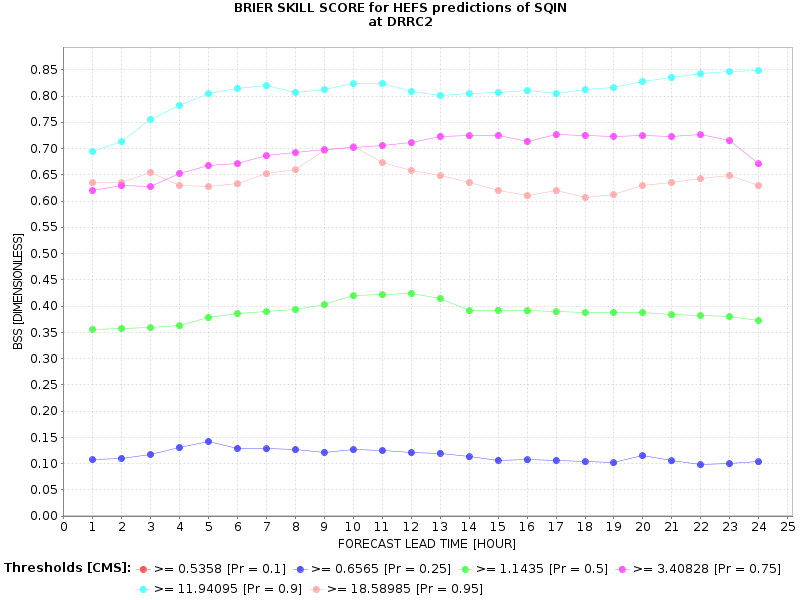 BRIER SKILL SCORE for HEFS predictions of SQIN
at DRRC2
BSS [DIMENSIONLESS]
0.85
0.80
0.75
0.70
0.65
0.60
0.55
0.50
0.45
0.40
0.35
0.30
0.25
0.20
0.15
0.10
0.05
0.00
0 1 2 3 4 5 6 7 8 9 10 11 12 13 14 15 16 17 18 19 20 21 22 23 24 25
FORECAST LEAD TIME [HOUR]
Thresholds [CMS]: >= 0.5358 [Pr = 0.1] >= 0.6565 [Pr = 0.25] >= 1.1435 [Pr = 0.5] >= 3.40828 [Pr = 0.75]
>= 11.94095 [Pr = 0.9] >= 18.58985 [Pr = 0.95]